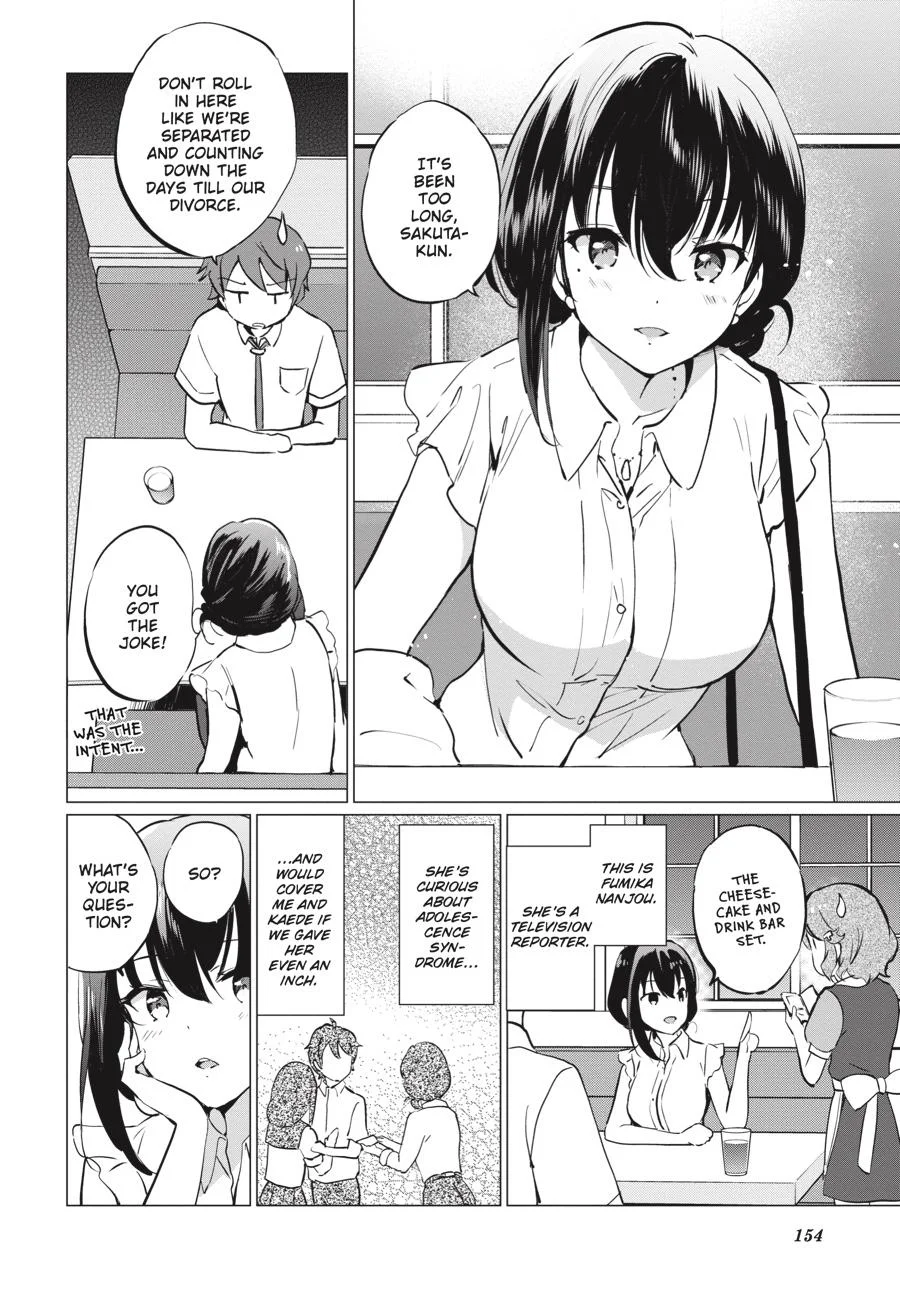 IT'S
BEEN
TOO
LONG,
SAKUTA-
KUN.
DON'T ROLL
IN HERE
LIKE WE'RE
SEPARATED
AND COUNTING
DOWN THE
DAYS TILL OUR
DIVORCE.
YOU
GOT
THE
JOKE!
THAT
WAS THE
INTENT...
THE
CHEESE-
CAKE AND
DRINK BAR
SET.
THIS IS
FUMIKA
NANJOU.
SHE'S A
TELEVISION
REPORTER.
SHE'S
CURIOUS
ABOUT
ADOLES-
CENCE
SYN-
DROME...
...AND
WOULD
COVER
ME AND
KAEDE IF
WE GAVE
HER
EVEN AN
INCH.
SO?
WHAT'S
YOUR
QUES-
TION?
154